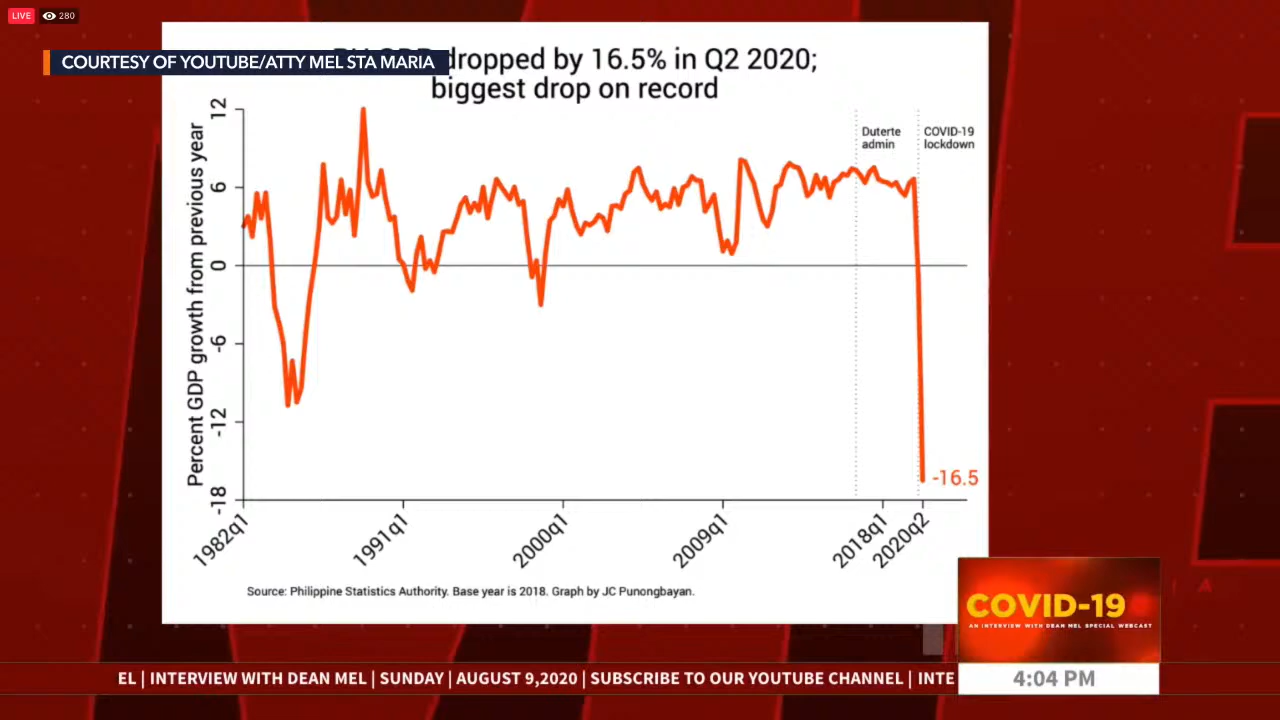 LIVE 280
COURTESY OF YOUTUBE/ATTY MEL STA MARIA
dropped by 16.5% in Q2 2020;
biggest drop on record
Percent GDP growth from previous year
12
6
0
-6
-12
-18
Duterte
admin
COVID-19
lockdown
-16.5
1982q1
1991q1
2000q1
2009q1
2018q1
2020q2
Source: Philippine Statistics Authority. Base year is 2018. Graph by JC Punongbayan.
COVID-19
AN INTERVIEW WITH DEAN MEL SPECIAL WEBCAST
EL | INTERVIEW WITH DEAN MEL | SUNDAY | AUGUST 9,2020 | SUBSCRIBE TO OUR YOUTUBE CHANNEL | INTE
4:04 PM